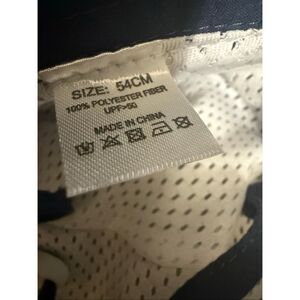 SIZE: 54CM
100% POLYESTER FIBER
UPF>50
MADE IN CHINA